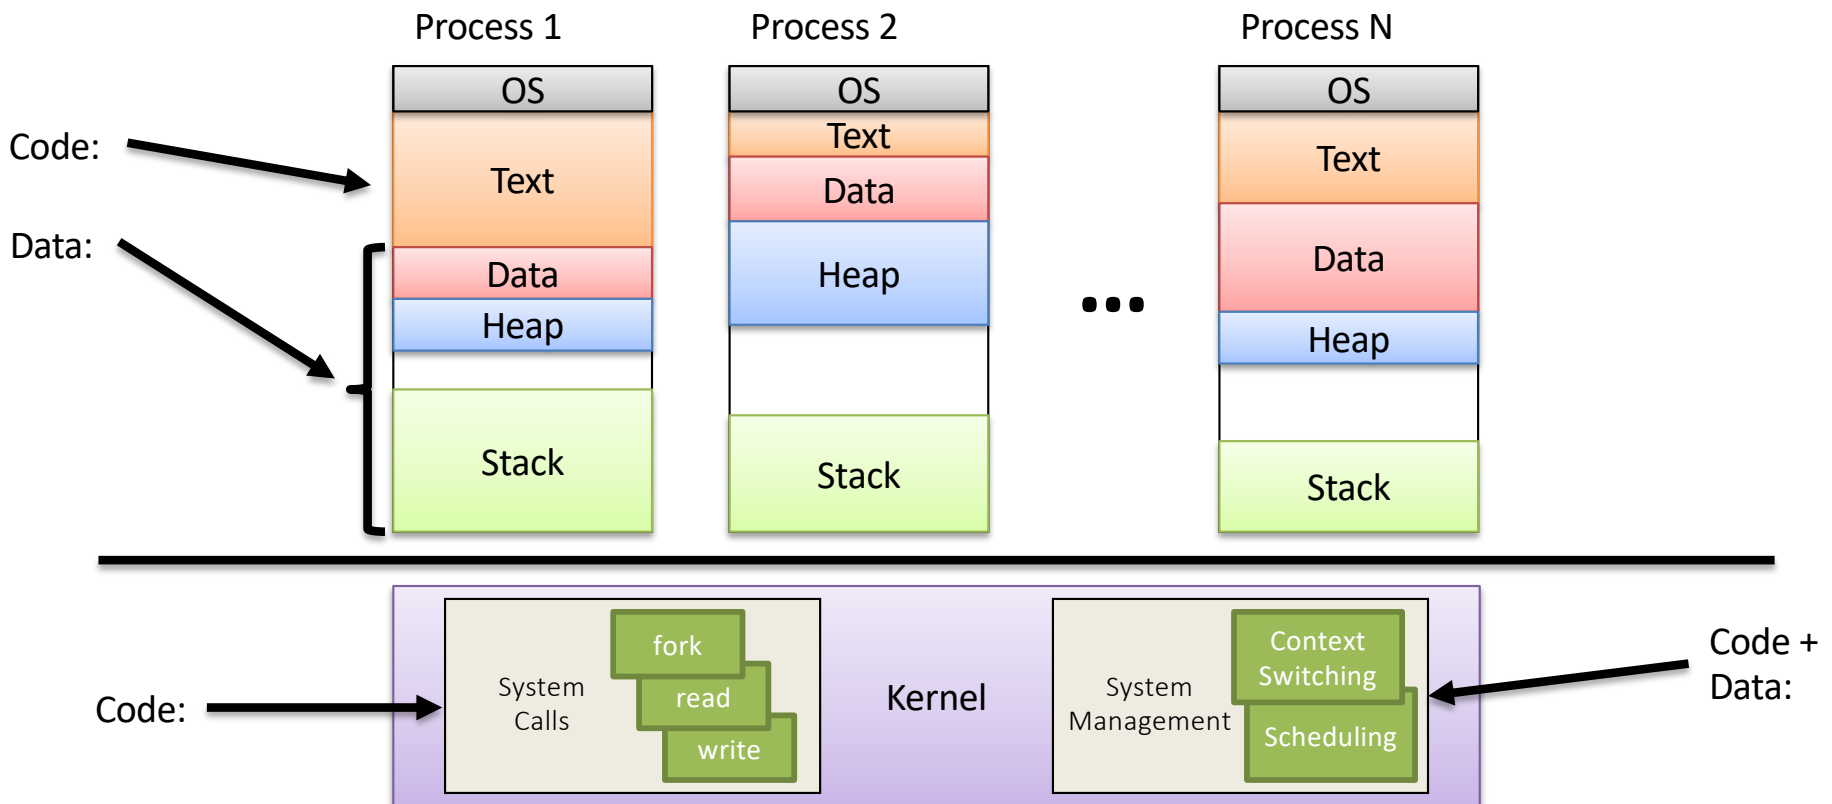 Process 1
Process 2
Process N
OS
OS
OS
Code:
Text
Text
Text
Data:
Data
Data
Data
Heap
Heap
Heap
...
Stack
Stack
Stack
Code:
System
Calls
fork
read
write
Kernel
System
Management
Context
Switching
Scheduling
Code +
Data: